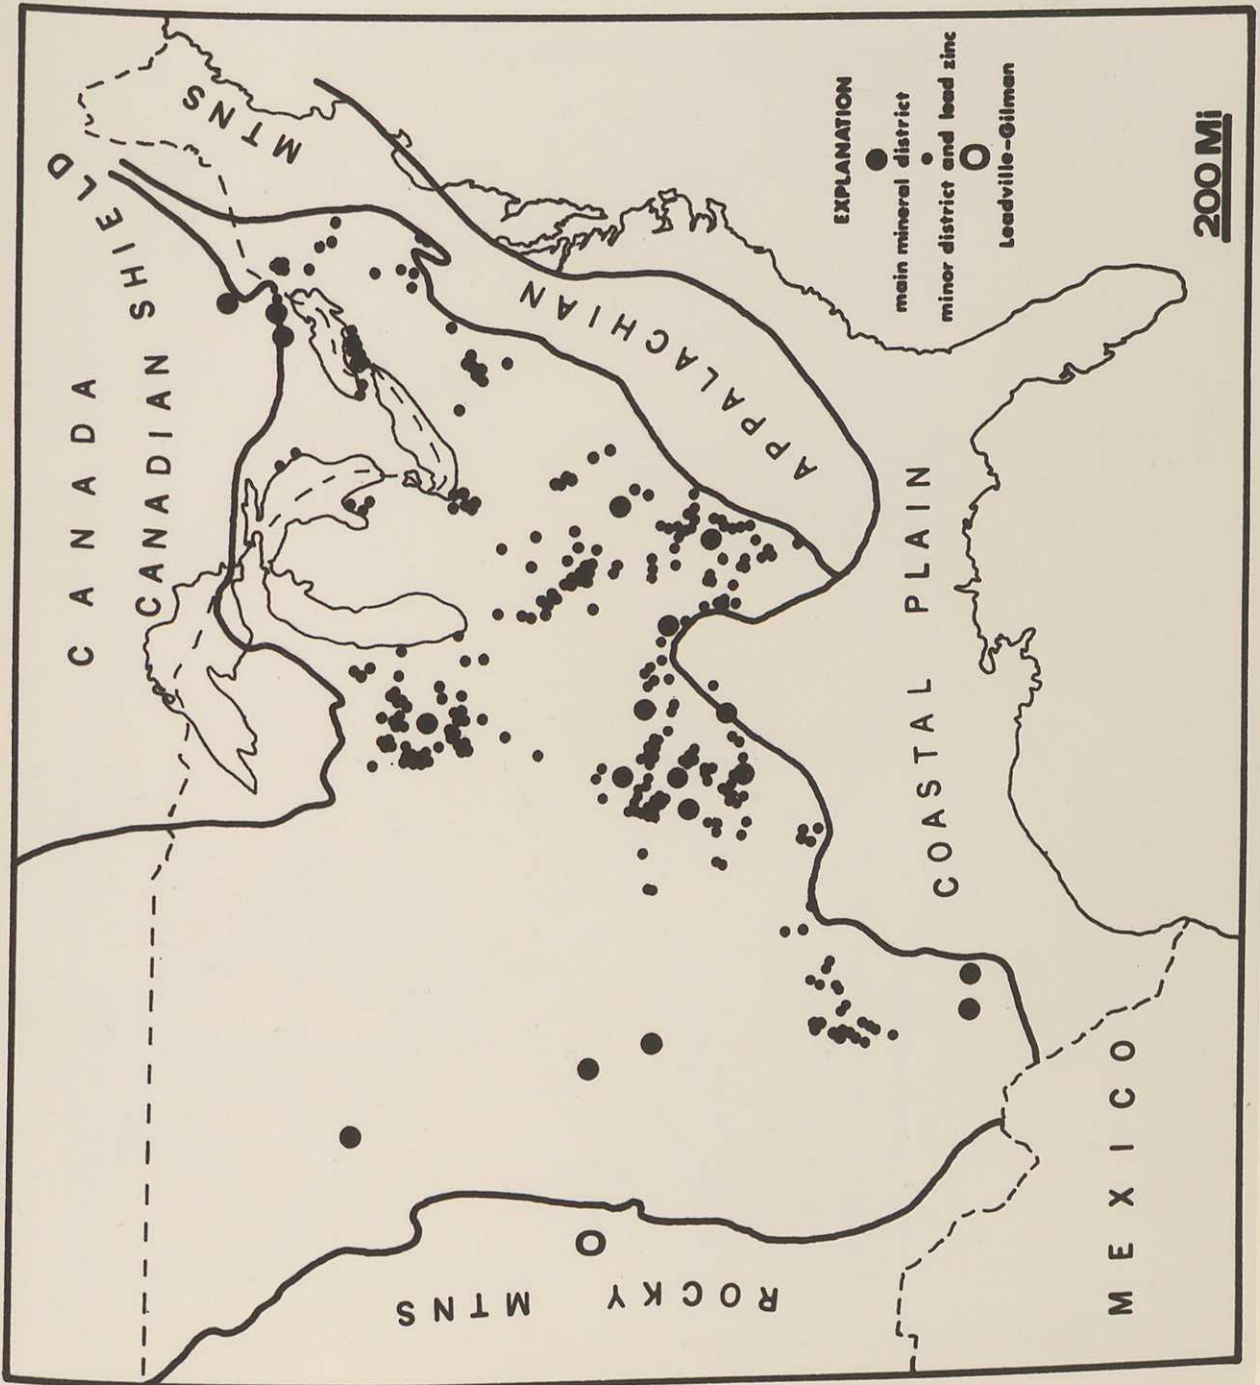 CANADA
CANADIAN SHIELD
MTNS
APPALACHIAN
COASTAL PLAIN
ROCKY MTNS
MEXICO
EXPLANATION
main mineral district
minor district and lead zinc
Leadville-Gilman
200 Mi